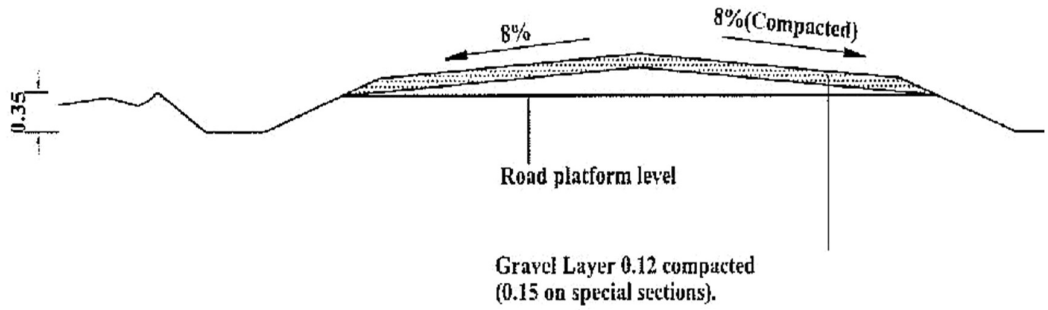 8%
8%(Compacted)
0.35
Road platform level
Gravel Layer 0.12 compacted
(0.15 on special sections).